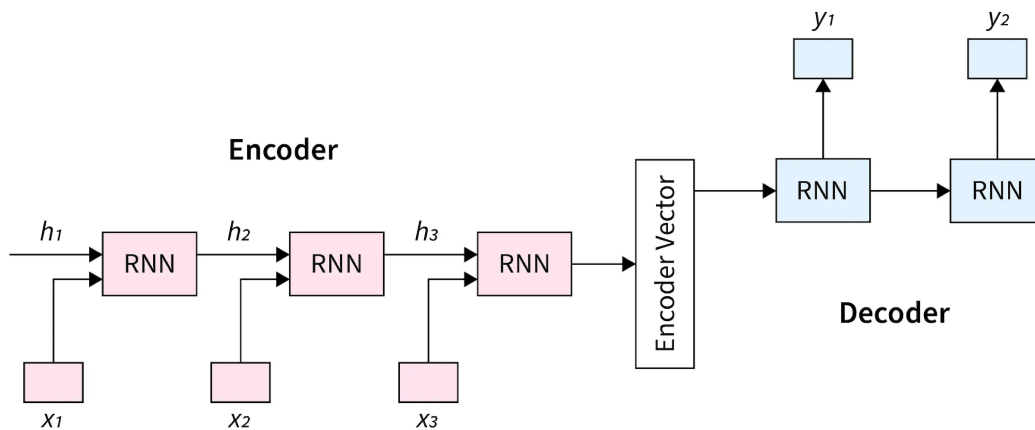 y1
y2
Encoder
RNN
RNN
h1
h2
h3
RNN
RNN
RNN
Encoder Vector
Decoder
x1
x2
x3